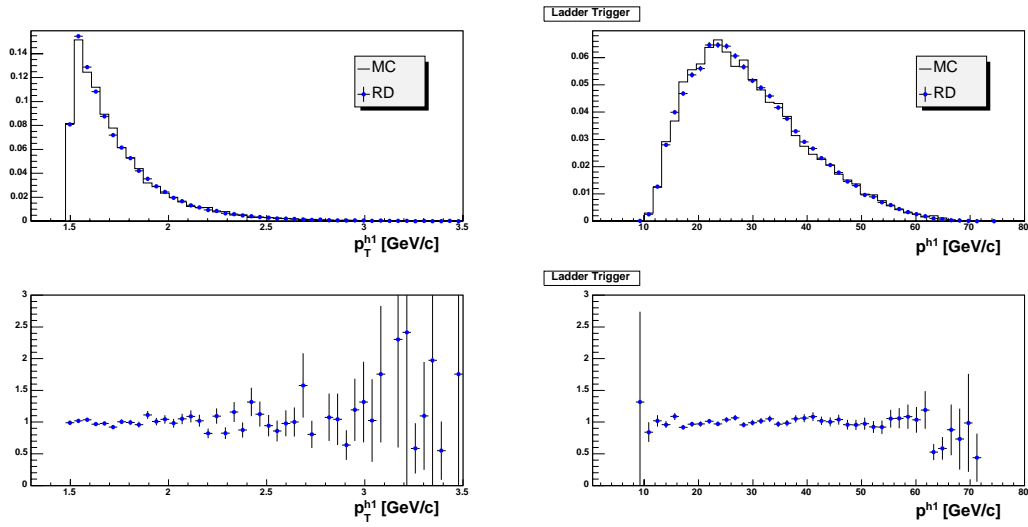 0.14
0.12
0.1
0.08
0.06
0.04
0.02
0
MC
RD
1.5 2 2.5 3 3.5
p_T^h1 [GeV/c]
Ladder Trigger
0.06
0.05
0.04
0.03
0.02
0.01
0
MC
RD
10 20 30 40 50 60 70 80
p^h1 [GeV/c]
3
2.5
2
1.5
1
0.5
0
1.5 2 2.5 3 3.5
p_T^h1 [GeV/c]
Ladder Trigger
3
2.5
2
1.5
1
0.5
0
10 20 30 40 50 60 70 80
p^h1 [GeV/c]